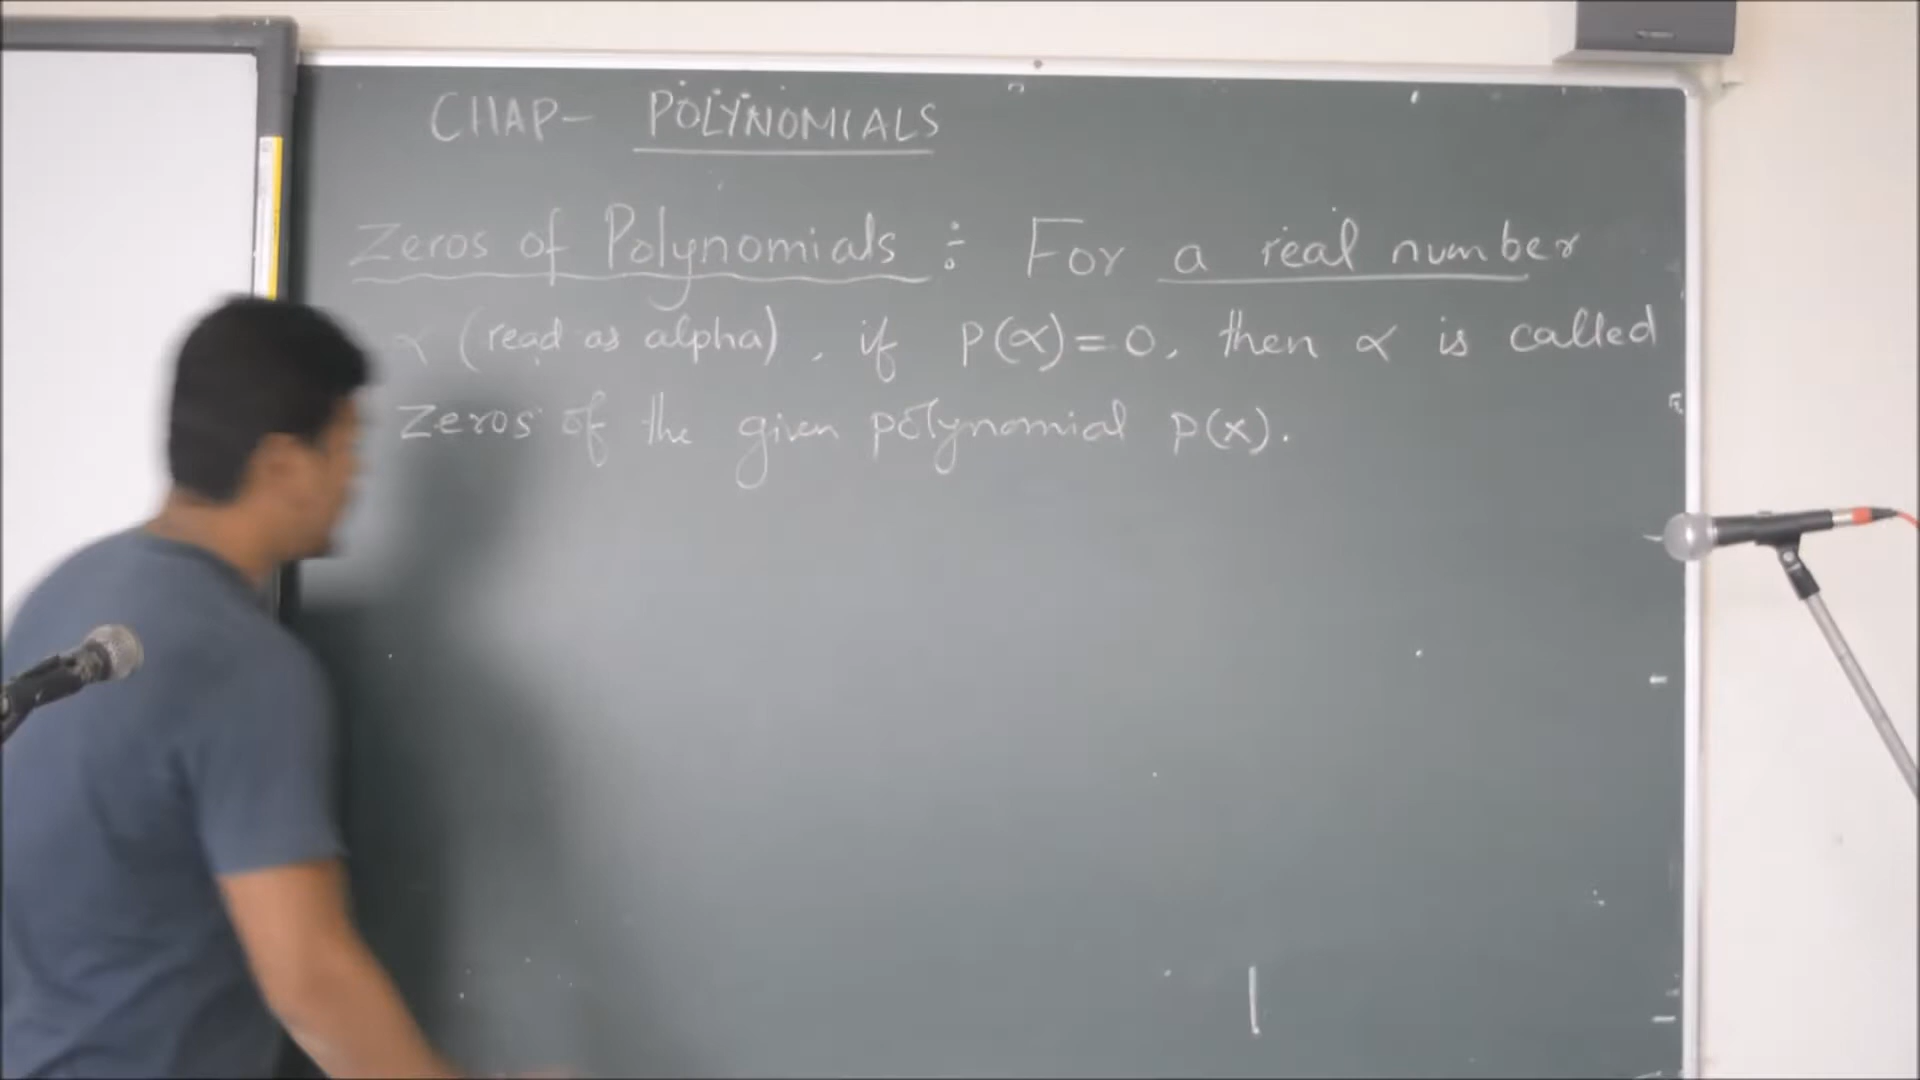 CHAP- POLYNOMIALS
Zeros of Polynomials ÷ For a real number
α (read as alpha), if P(α)=0, then α is called
Zeros of the given polynomial P(x).